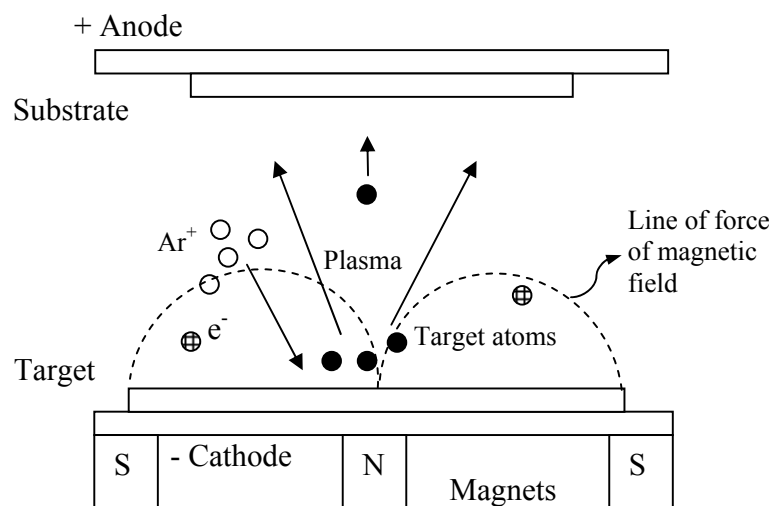 + Anode
Substrate
Ar+
Plasma
Line of force
of magnetic
field
e-
Target atoms
Target
S
- Cathode
N
Magnets
S